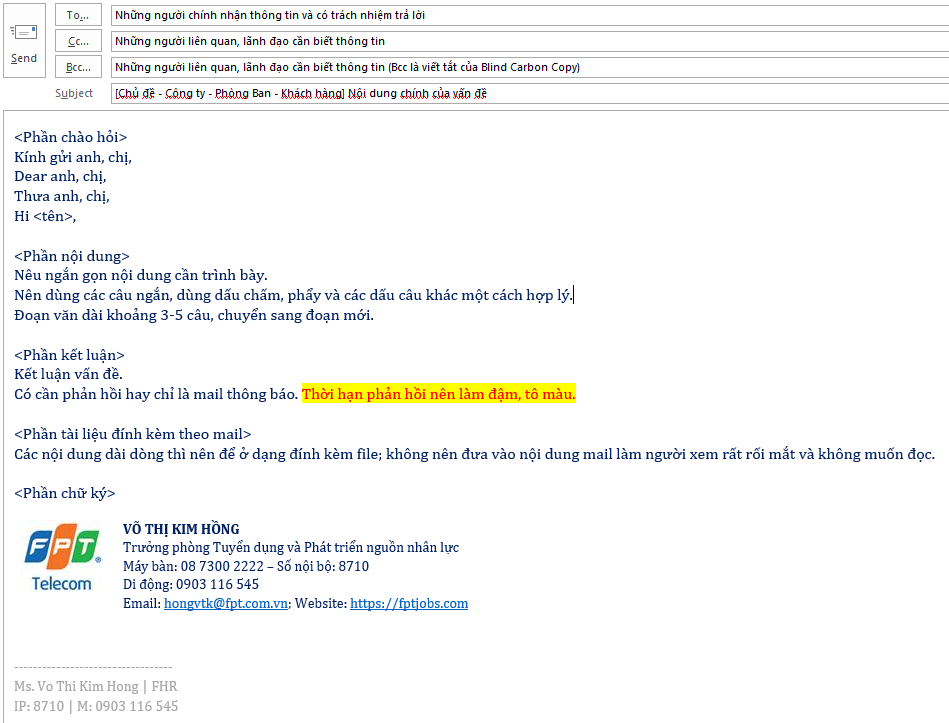 To...
Những người chính nhận thông tin và có trách nhiệm trả lời
Cc...
Những người liên quan, lãnh đạo cần biết thông tin
Send
Bcc...
Những người liên quan, lãnh đạo cần biết thông tin (Bcc là viết tắt của Blind Carbon Copy)
Subject
[Chủ đề - Công ty - Phòng Ban - Khách hàng] Nội dung chính của vấn đề
<Phần chào hỏi>
Kính gửi anh, chị,
Dear anh, chị,
Thưa anh, chị,
Hi <tên>,
<Phần nội dung>
Nêu ngắn gọn nội dung cần trình bày.
Nên dùng các câu ngắn, dùng dấu chấm, phẩy và các dấu câu khác một cách hợp lý.
Đoạn văn dài khoảng 3-5 câu, chuyển sang đoạn mới.
<Phần kết luận>
Kết luận vấn đề.
Có cần phản hồi hay chỉ là mail thông báo. Thời hạn phản hồi nên làm đậm, tô màu.
<Phần tài liệu đính kèm theo mail>
Các nội dung dài dòng thì nên để ở dạng đính kèm file; không nên đưa vào nội dung mail làm người xem rất rối mắt và không muốn đọc.
<Phần chữ ký>
FPT®
Telecom
VÕ THỊ KIM HỒNG
Trưởng phòng Tuyển dụng và Phát triển nguồn nhân lực
Máy bàn: 08 7300 2222 – Số nội bộ: 8710
Di động: 0903 116 545
Email: hongvtk@fpt.com.vn; Website: https://fptjobs.com
----------------------------------
Ms. Vo Thi Kim Hong | FHR
IP: 8710 | M: 0903 116 545